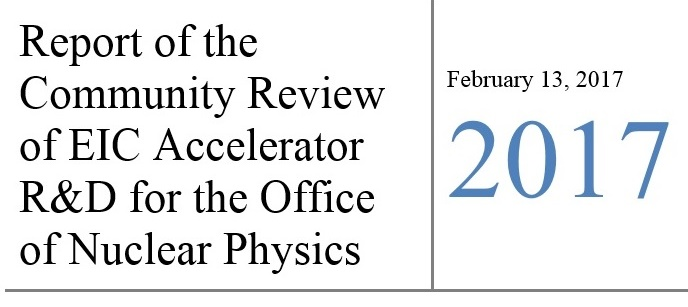 Report of the
Community Review
of EIC Accelerator
R&D for the Office
of Nuclear Physics
February 13, 2017
2017